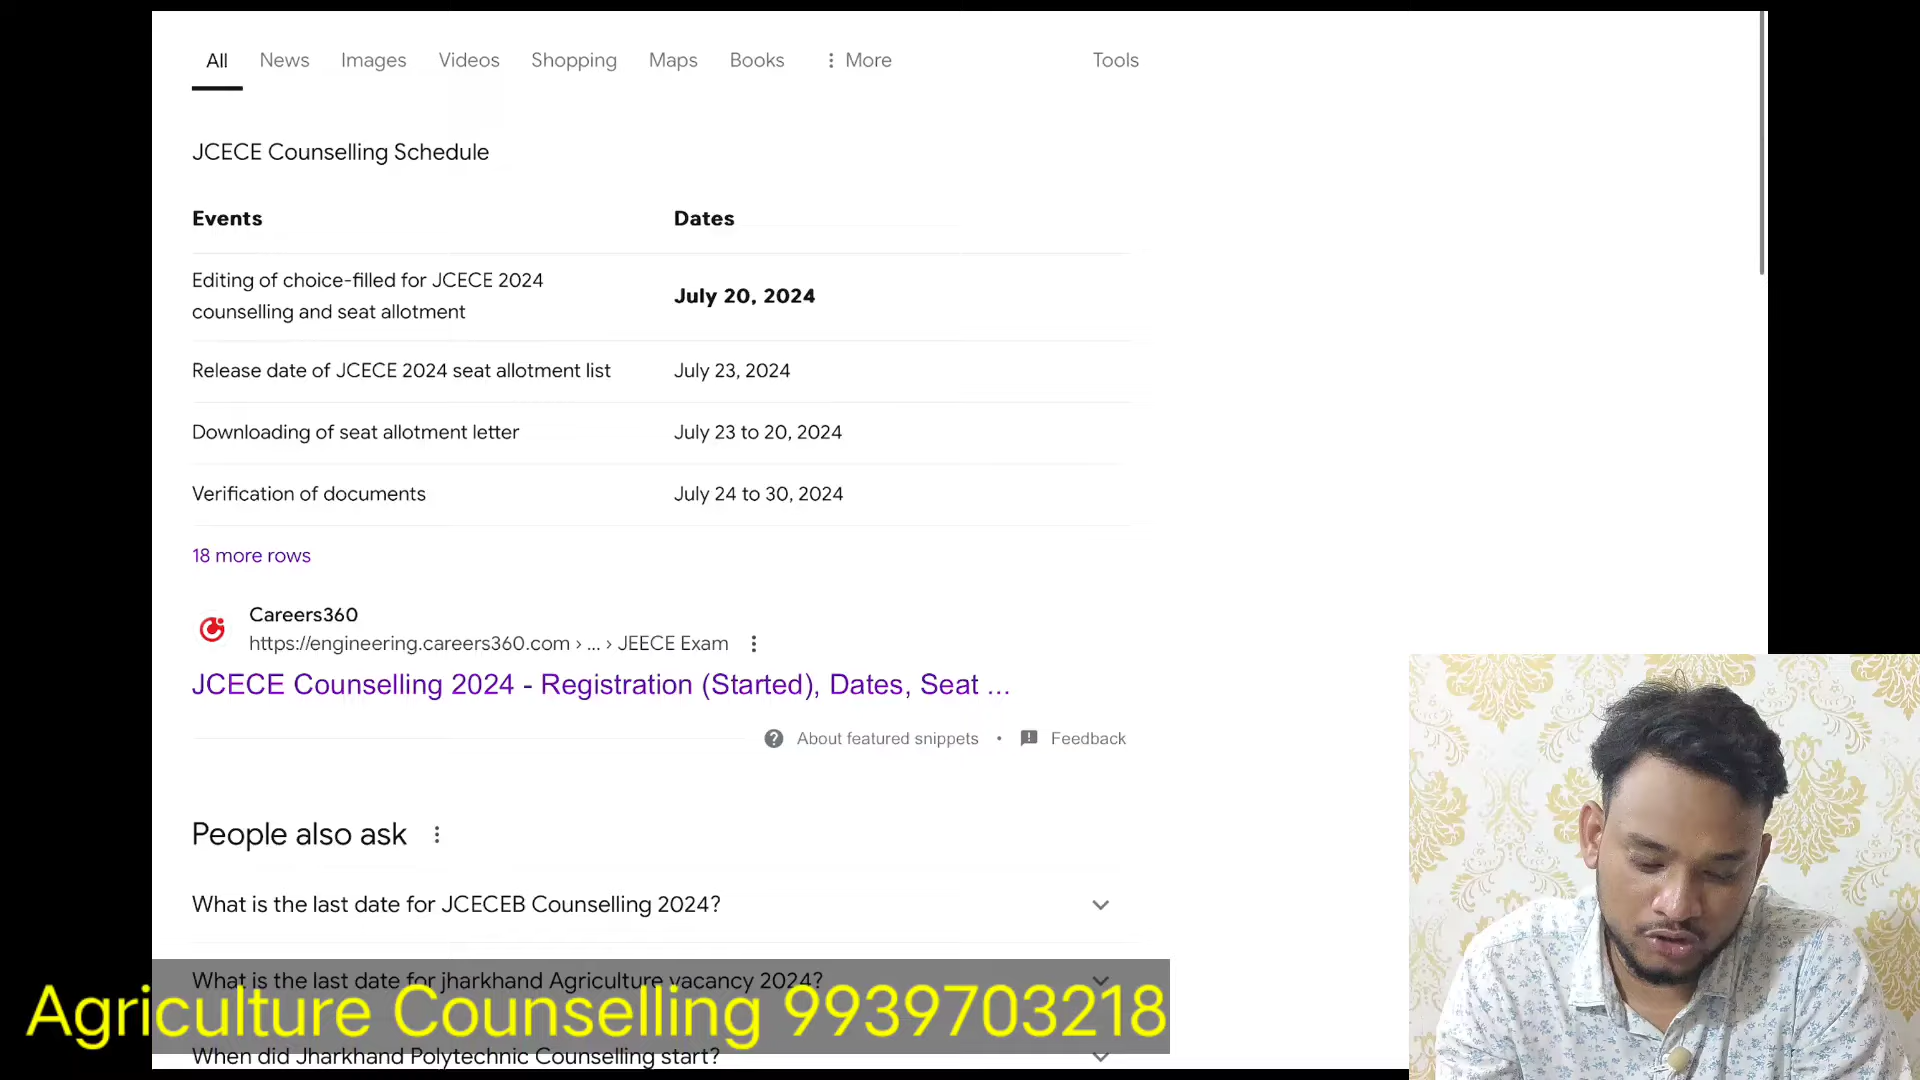 All News Images Videos Shopping Maps Books More Tools
JCECE Counselling Schedule
Events Dates
Editing of choice-filled for JCECE 2024
counselling and seat allotment
July 20, 2024
Release date of JCECE 2024 seat allotment list July 23, 2024
Downloading of seat allotment letter July 23 to 20, 2024
Verification of documents July 24 to 30, 2024
18 more rows
Careers360
https://engineering.careers360.com › ... › JEECE Exam
JCECE Counselling 2024 - Registration (Started), Dates, Seat ...
About featured snippets • Feedback
People also ask
What is the last date for JCECEB Counselling 2024?
What is the last date for jharkhand Agriculture vacancy 2024?
Agriculture Counselling 9939703218
When did Jharkhand Polytechnic Counselling start?